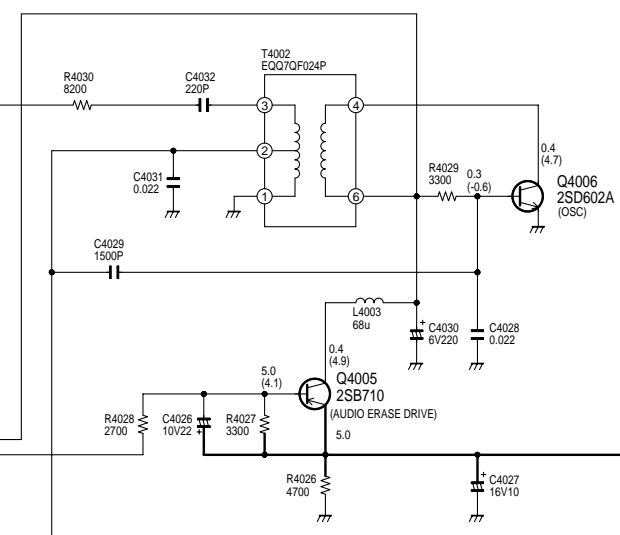 T4002
EQQ7QF024P
R4030
8200
C4032
220P
3
4
2
1
6
C4031
0.022
R4029
3300
0.3
(-0.6)
0.4
(4.7)
Q4006
2SD602A
(OSC)
C4029
1500P
L4003
68u
+
C4030
6V220
C4028
0.022
0.4
(4.9)
5.0
(4.1)
Q4005
2SB710
(AUDIO ERASE DRIVE)
5.0
R4028
2700
C4026
10V22
+
R4027
3300
R4026
4700
+
C4027
16V10